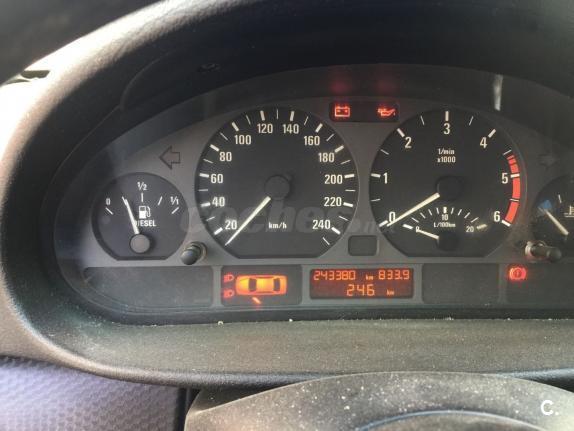 0 1/2 1/1
DIESEL
20 40 60 80 100 120 140 160 180 200 220 240
km/h
0 1 2 3 4 5 6
1/min
x1000
10 20
L/100km
243380 km 833.9
246 km
coches.net
C.